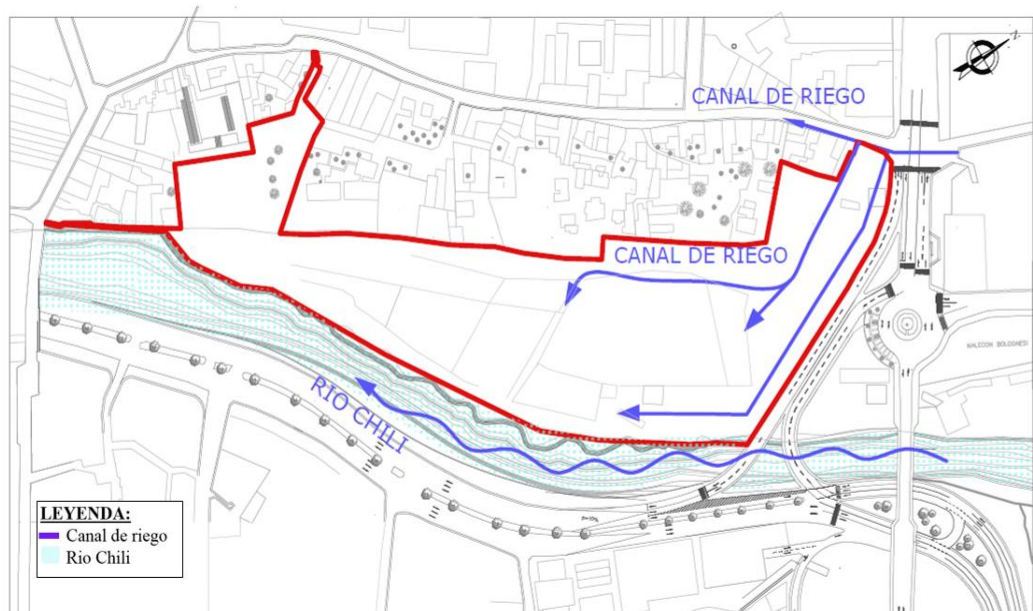 N
CANAL DE RIEGO
CANAL DE RIEGO
MALECON BOLOGNESI
RIO CHILI
LEYENDA:
Canal de riego
Rio Chili